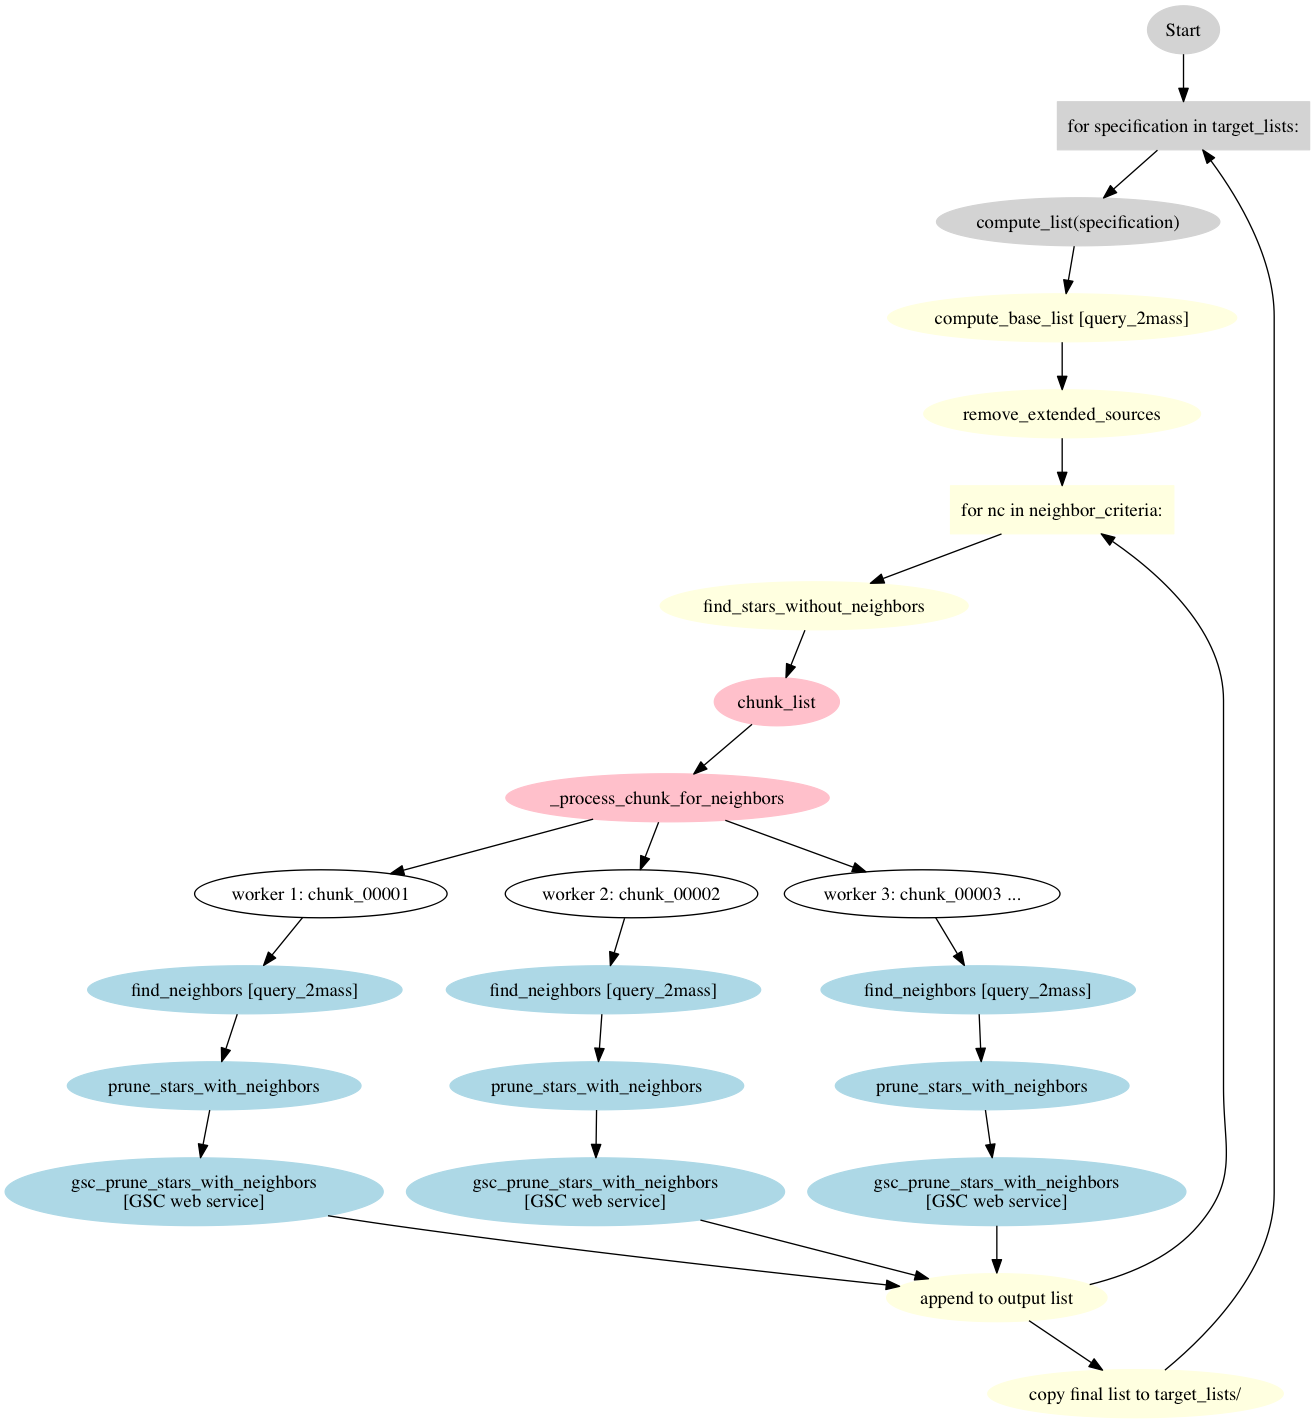 Start
for specification in target_lists:
compute_list(specification)
compute_base_list [query_2mass]
remove_extended_sources
for nc in neighbor_criteria:
find_stars_without_neighbors
chunk_list
_process_chunk_for_neighbors
worker 1: chunk_00001
worker 2: chunk_00002
worker 3: chunk_00003 ...
find_neighbors [query_2mass]
find_neighbors [query_2mass]
find_neighbors [query_2mass]
prune_stars_with_neighbors
prune_stars_with_neighbors
prune_stars_with_neighbors
gsc_prune_stars_with_neighbors
[GSC web service]
gsc_prune_stars_with_neighbors
[GSC web service]
gsc_prune_stars_with_neighbors
[GSC web service]
append to output list
copy final list to target_lists/